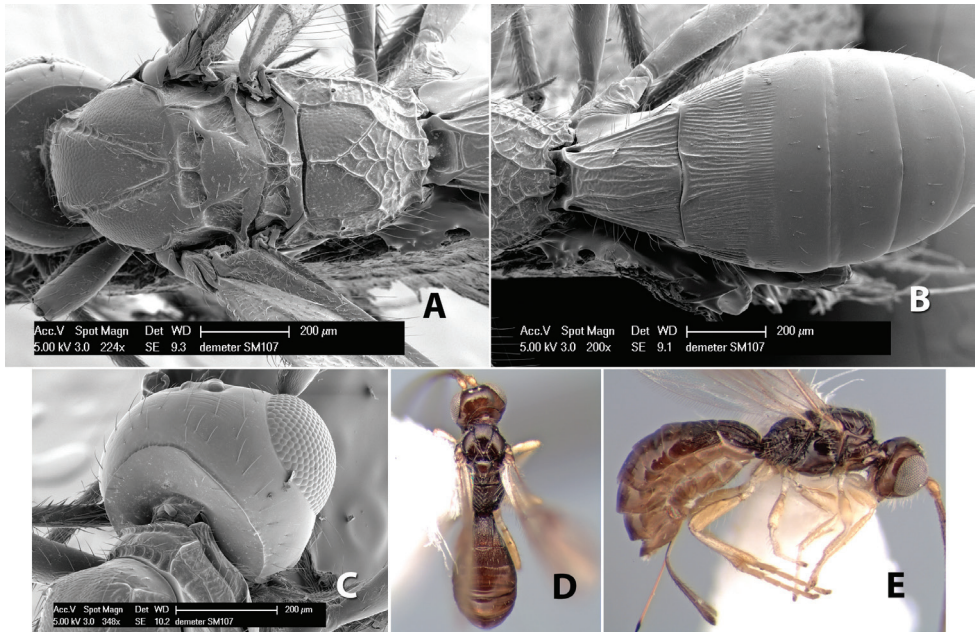 A
Acc.V Spot Magn Det WD 200 µm
5.00 kV 3.0 224x SE 9.3 demeter SM107
B
Acc.V Spot Magn Det WD 200 µm
5.00 kV 3.0 200x SE 9.1 demeter SM107
C
Acc.V Spot Magn Det WD 200 µm
5.00 kV 3.0 348x SE 10.2 demeter SM107
D
E